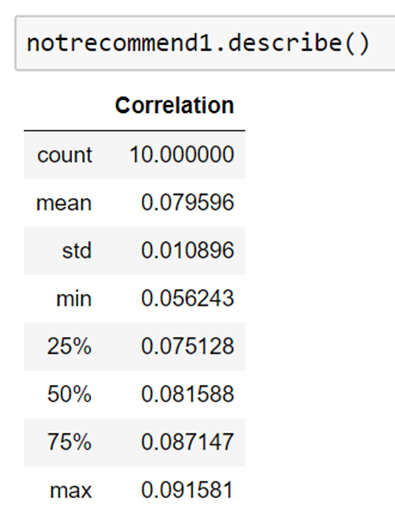 notrecommend1.describe()
Correlation
count 10.000000
mean 0.079596
std 0.010896
min 0.056243
25% 0.075128
50% 0.081588
75% 0.087147
max 0.091581